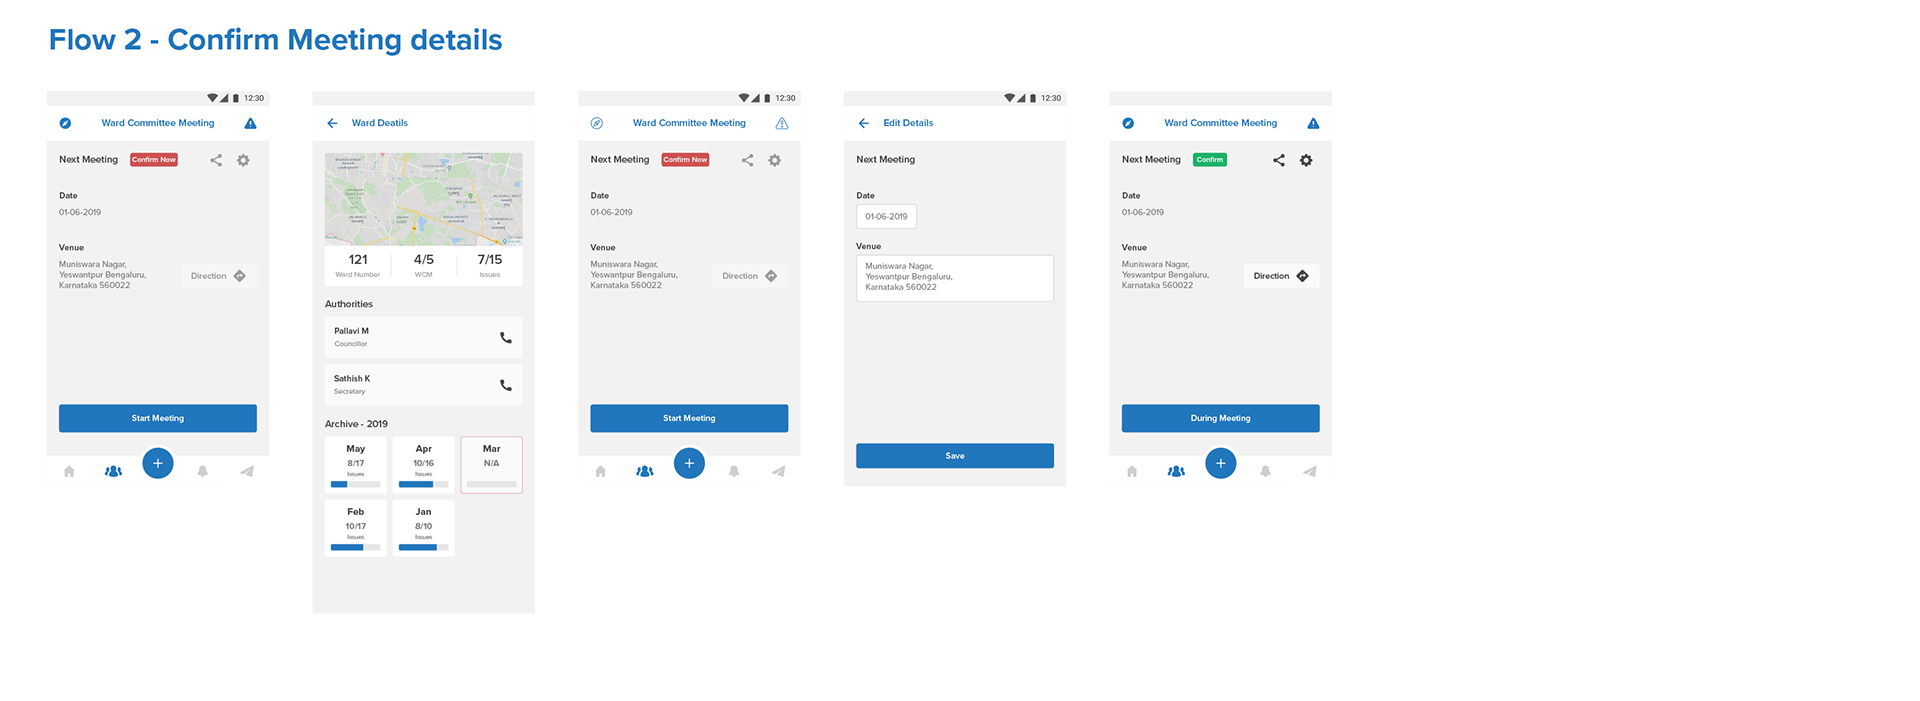 Flow 2 - Confirm Meeting details
12:30
Ward Committee Meeting
Next Meeting
Confirm Now
Date
01-06-2019
Venue
Muniswara Nagar,
Yeswantpur Bengaluru,
Karnataka 560022
Direction
Start Meeting
Ward Deatils
121
Ward Number
4/5
WCM
7/15
Issues
Authorities
Pallavi M
Councillor
Sathish K
Secretary
Archive - 2019
May
8/17
Issues
Apr
10/16
Issues
Mar
N/A
Feb
10/17
Issues
Jan
8/10
Issues
12:30
Ward Committee Meeting
Next Meeting
Confirm Now
Date
01-06-2019
Venue
Muniswara Nagar,
Yeswantpur Bengaluru,
Karnataka 560022
Direction
Start Meeting
12:30
Edit Details
Next Meeting
Date
01-06-2019
Venue
Muniswara Nagar,
Yeswantpur Bengaluru,
Karnataka 560022
Save
Ward Committee Meeting
Next Meeting
Confirm
Date
01-06-2019
Venue
Muniswara Nagar,
Yeswantpur Bengaluru,
Karnataka 560022
Direction
During Meeting